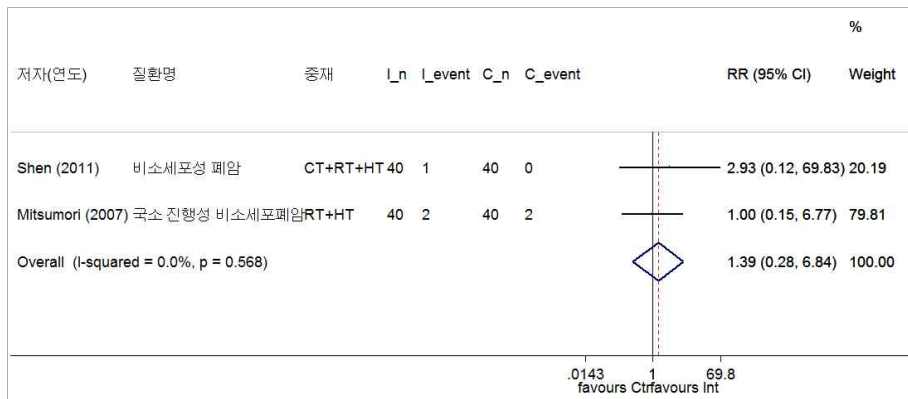 %
저자(연도) 질환명 중재 I_n I_event C_n C_event RR (95% CI) Weight
Shen (2011) 비소세포성 폐암 CT+RT+HT 40 1 40 0 2.93 (0.12, 69.83) 20.19
Mitsumori (2007) 국소 진행성 비소세포폐암 RT+HT 40 2 40 2 1.00 (0.15, 6.77) 79.81
Overall (I-squared = 0.0%, p = 0.568) 1.39 (0.28, 6.84) 100.00
.0143 1 69.8
favours Ctr favours Int